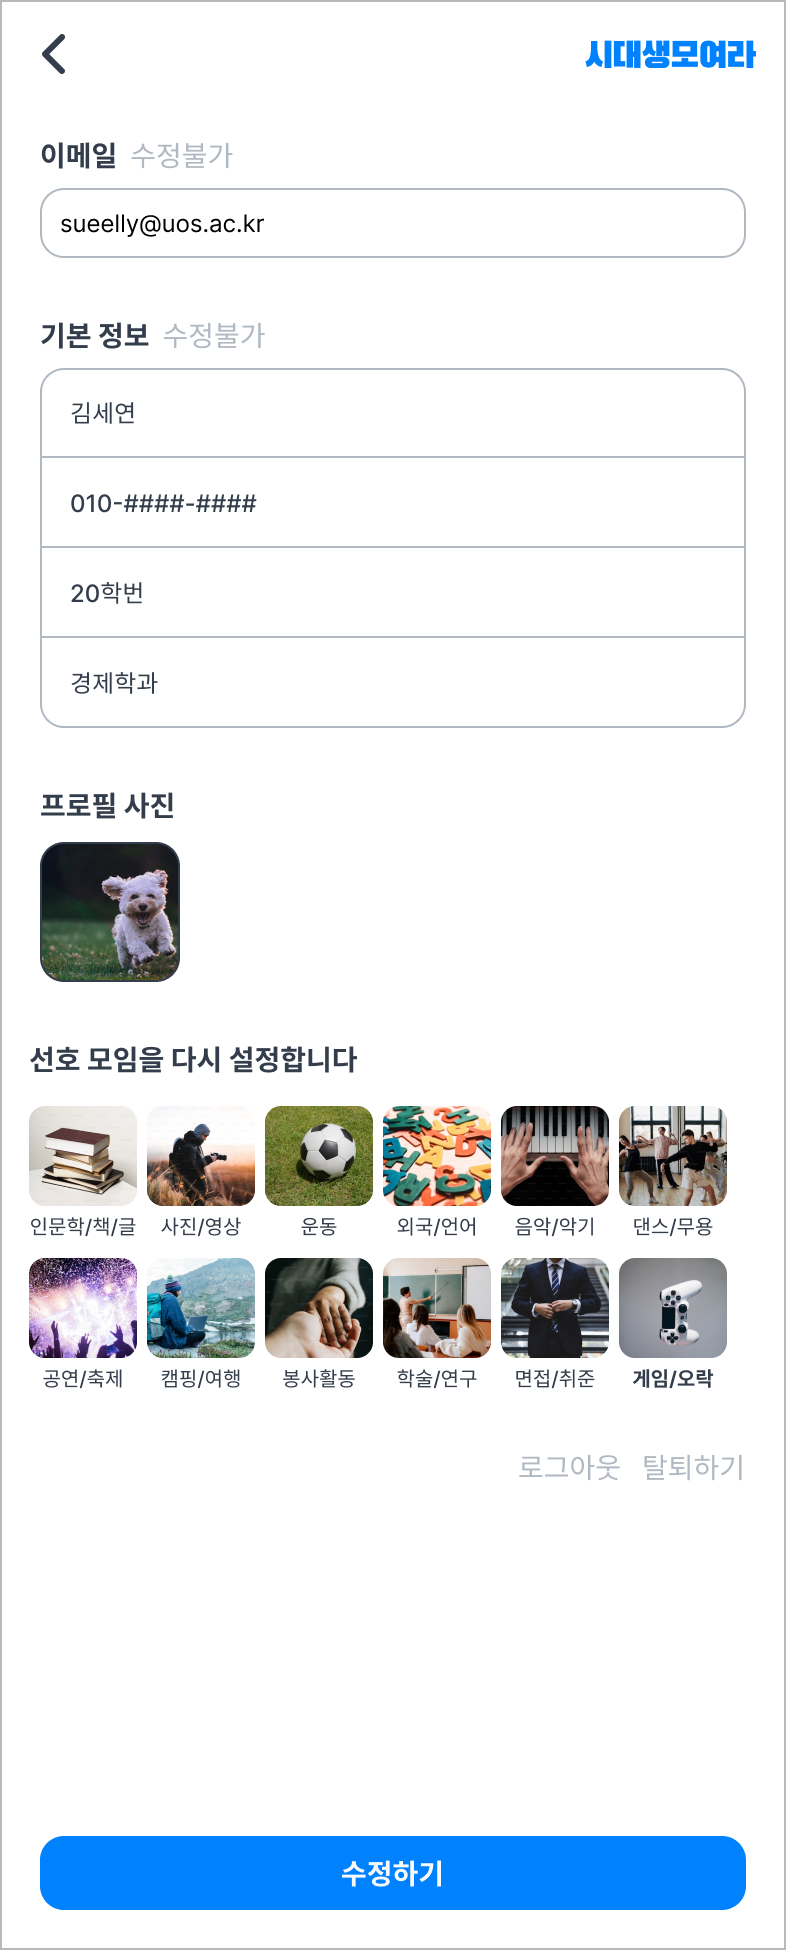 시대생모여라
이메일 수정불가
sueelly@uos.ac.kr
기본 정보 수정불가
김세연
010-####-####
20학번
경제학과
프로필 사진
선호 모임을 다시 설정합니다
인문학/책/글 사진/영상 운동 외국/언어 음악/악기 댄스/무용
공연/축제 캠핑/여행 봉사활동 학술/연구 면접/취준 게임/오락
로그아웃 탈퇴하기
수정하기